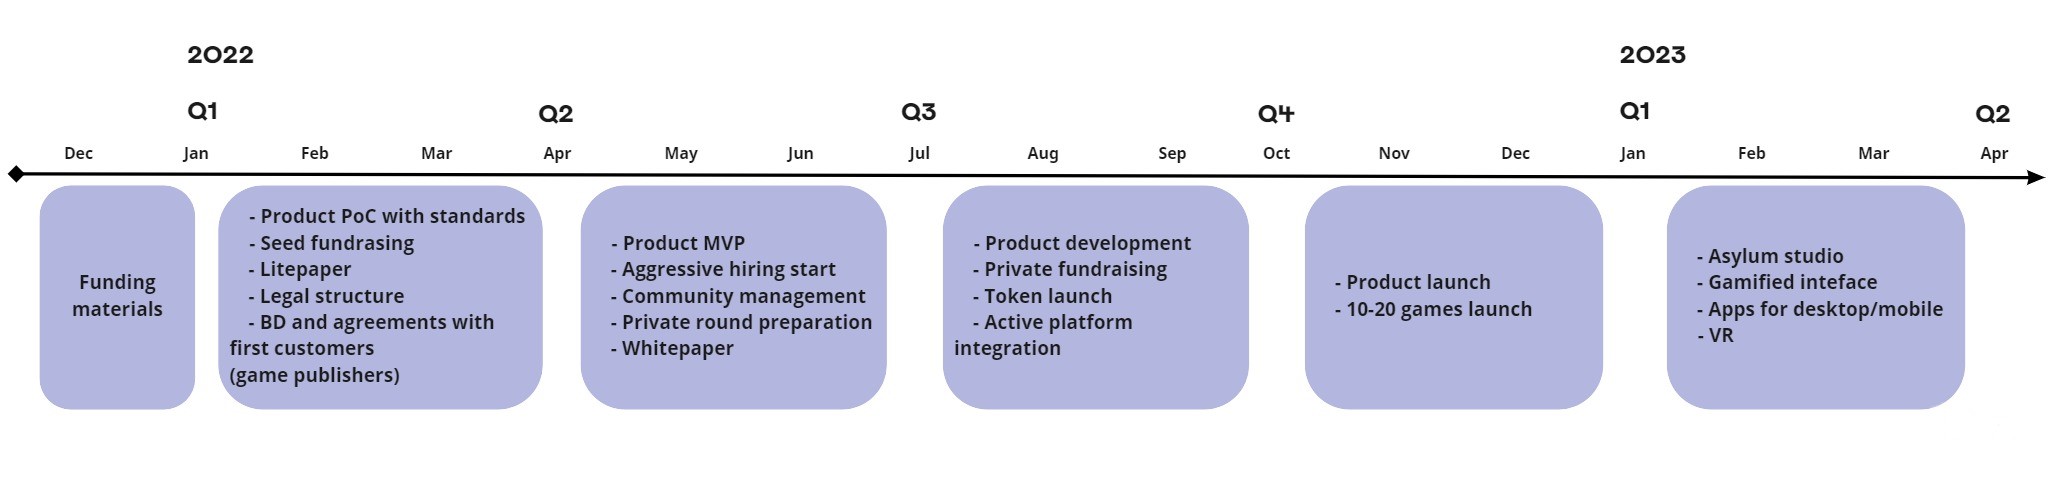 2022
2023
Q1
Q2
Q3
Q4
Q1
Q2
Dec
Jan
Feb
Mar
Apr
May
Jun
Jul
Aug
Sep
Oct
Nov
Dec
Jan
Feb
Mar
Apr
Funding
materials
- Product PoC with standards
- Seed fundrasing
- Litepaper
- Legal structure
- BD and agreements with
first customers
(game publishers)
- Product MVP
- Aggressive hiring start
- Community management
- Private round preparation
- Whitepaper
- Product development
- Private fundraising
- Token launch
- Active platform
integration
- Product launch
- 10-20 games launch
- Asylum studio
- Gamified inteface
- Apps for desktop/mobile
- VR